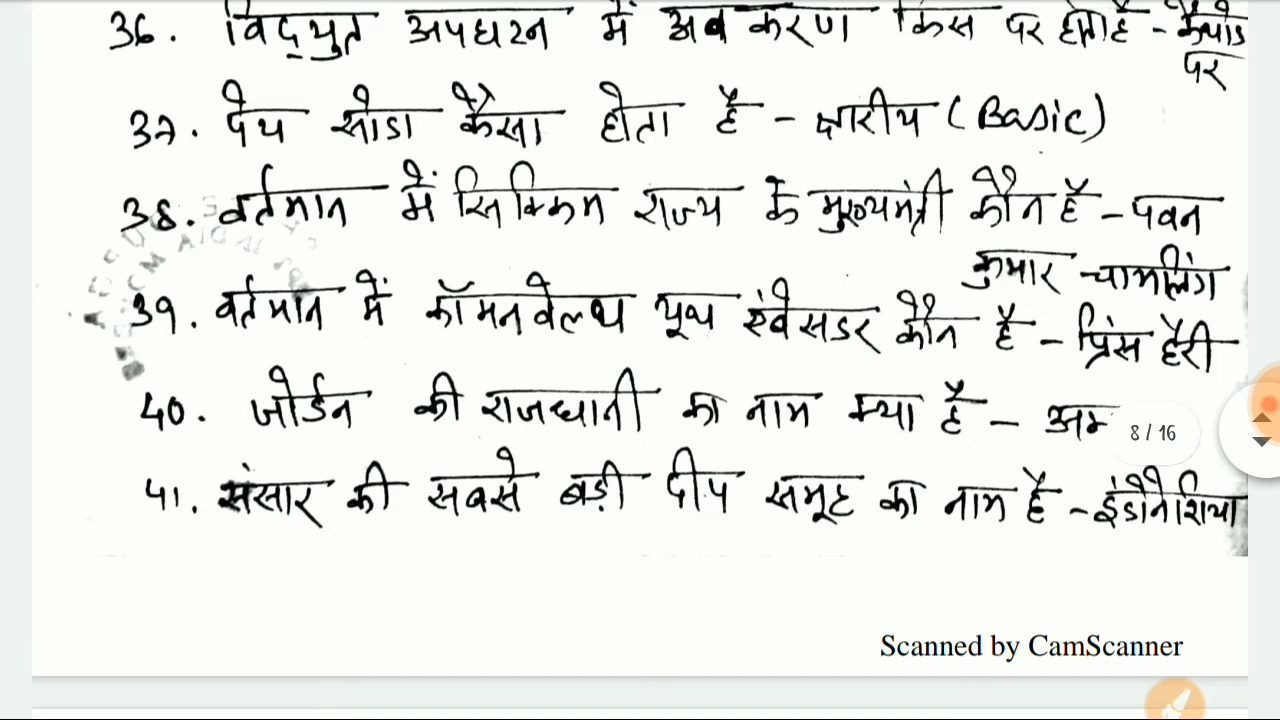 36. विद्युत अपघटन में अवकरण किस पर होता है - कैथोड
पर
37. पेय सोडा कैसा होता है - क्षारीय (Basic)
38. वर्तमान में सिक्किम राज्य के मुख्यमंत्री कौन है - पवन
कुमार चामलिंग
39. वर्तमान में कॉमनवेल्थ यूथ एंबेसडर कौन है - प्रिंस हैरी
40. जोर्डन की राजधानी का नाम क्या है - अम
8 / 16
41. संसार की सबसे बड़ी दीप समूह का नाम है - इंडोनेशिया
Scanned by CamScanner